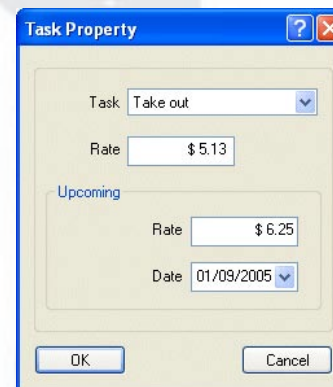 Task Property
Task Take out
Rate $ 5.13
Upcoming
Rate $ 6.25
Date 01/09/2005
OK Cancel